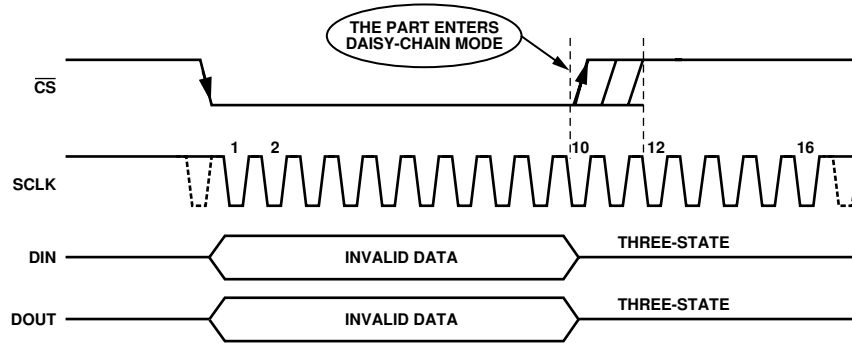 THE PART ENTERS
DAISY-CHAIN MODE
CS
1 2 10 12 16
SCLK
THREE-STATE
DIN INVALID DATA
THREE-STATE
DOUT INVALID DATA